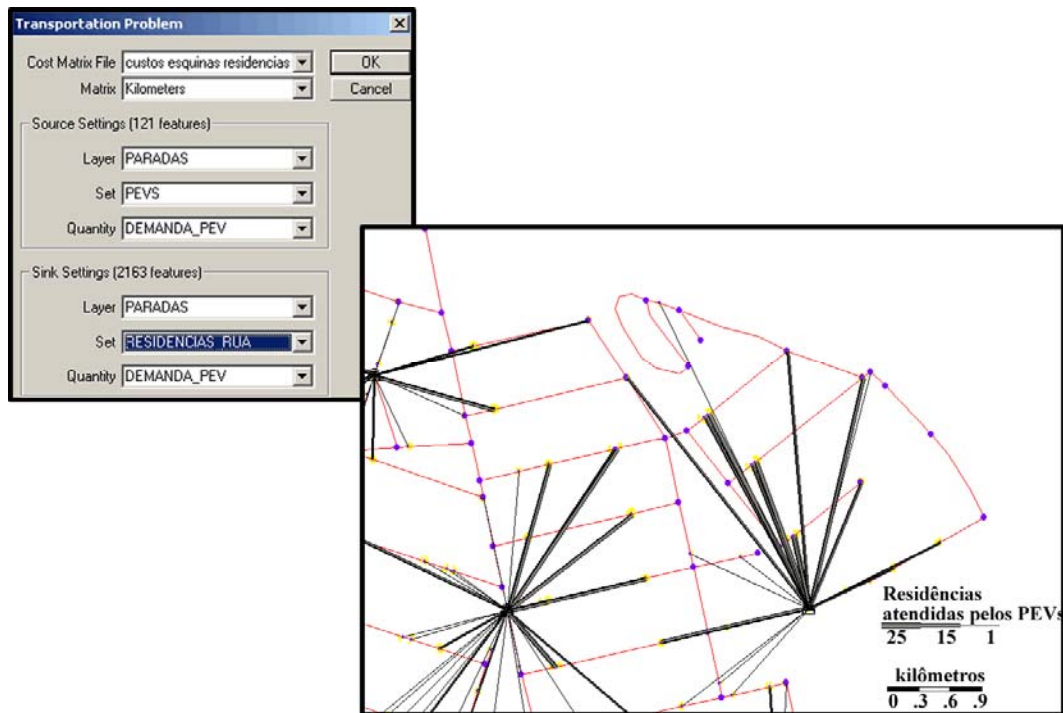 Transportation Problem
Cost Matrix File custos esquinas residencias OK
Matrix Kilometers Cancel
Source Settings (121 features)
Layer PARADAS
Set PEVS
Quantity DEMANDA_PEV
Sink Settings (2163 features)
Layer PARADAS
Set RESIDENCIAS_RUA
Quantity DEMANDA_PEV
Residências
atendidas pelos PEVs
25 15 1
kilômetros
0 .3 .6 .9